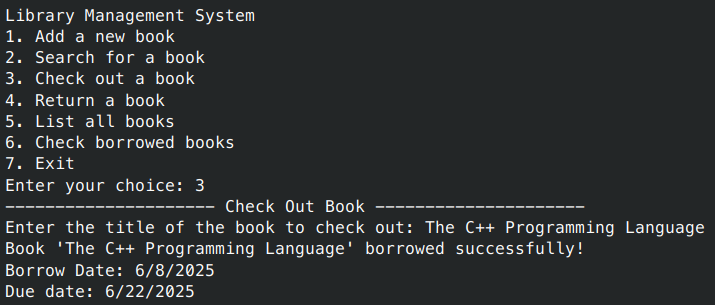 Library Management System
1. Add a new book
2. Search for a book
3. Check out a book
4. Return a book
5. List all books
6. Check borrowed books
7. Exit
Enter your choice: 3
--------------------- Check Out Book ---------------------
Enter the title of the book to check out: The C++ Programming Language
Book 'The C++ Programming Language' borrowed successfully!
Borrow Date: 6/8/2025
Due date: 6/22/2025